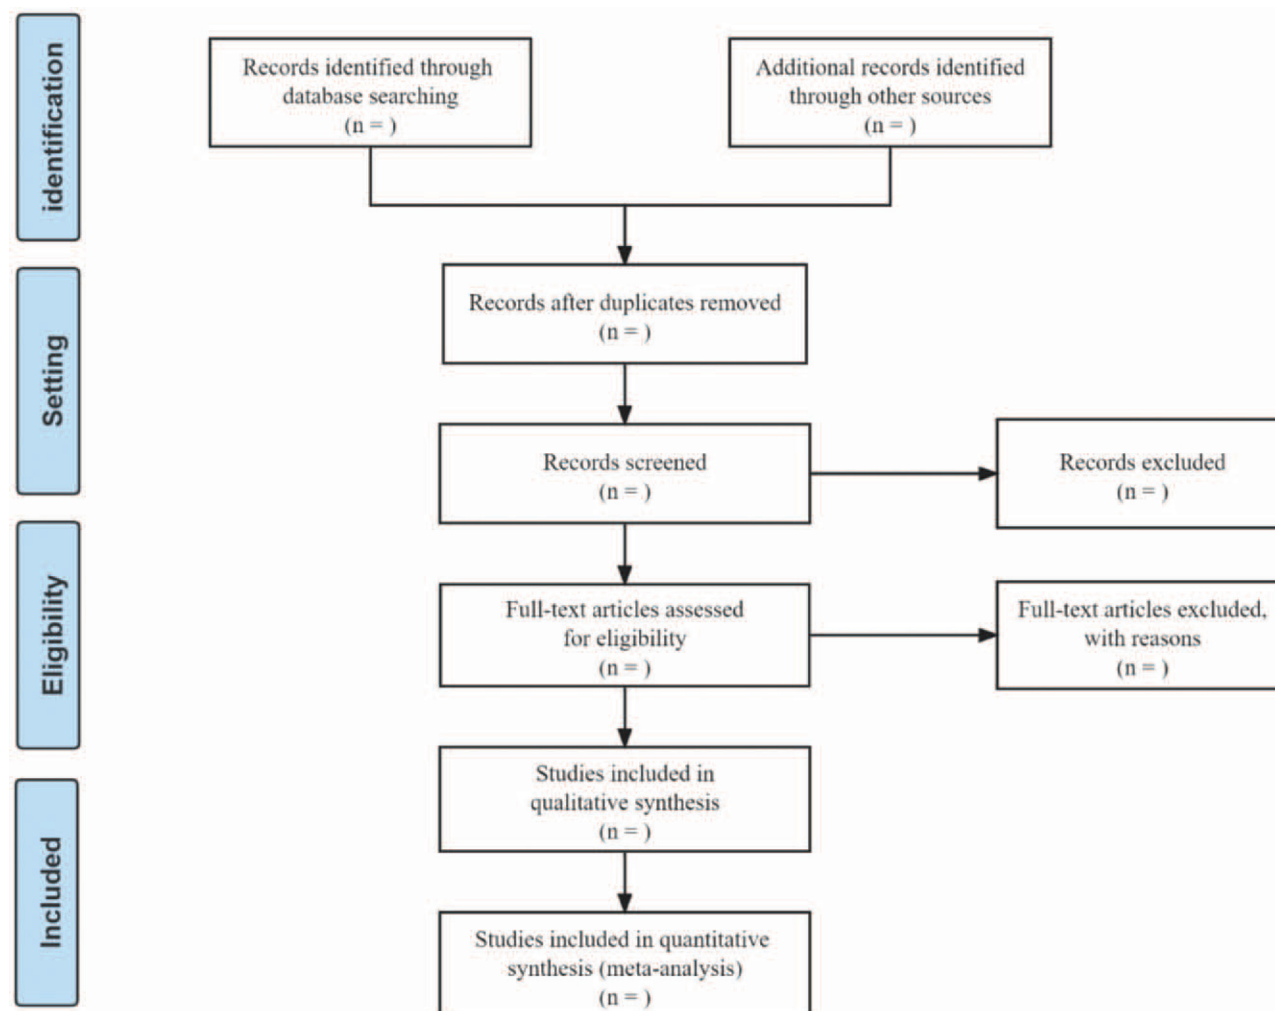 identification
Records identified through
database searching
(n = )
Additional records identified
through other sources
(n = )
Setting
Records after duplicates removed
(n = )
Records screened
(n = )
Records excluded
(n = )
Eligibility
Full-text articles assessed
for eligibility
(n = )
Full-text articles excluded,
with reasons
(n = )
Included
Studies included in
qualitative synthesis
(n = )
Studies included in quantitative
synthesis (meta-analysis)
(n = )